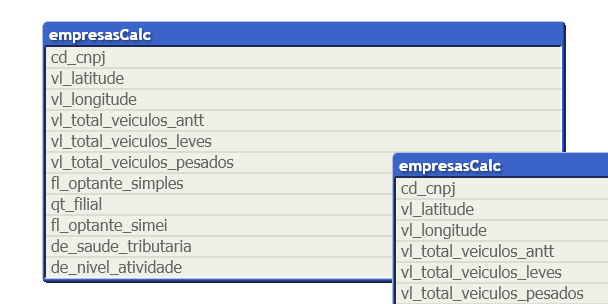 empresasCalc
cd_cnpj
vl_latitude
vl_longitude
vl_total_veiculos_antt
vl_total_veiculos_leves
vl_total_veiculos_pesados
fl_optante_simples
qt_filial
fl_optante_simei
de_saude_tributaria
de_nivel_atividade
empresasCalc
cd_cnpj
vl_latitude
vl_longitude
vl_total_veiculos_antt
vl_total_veiculos_leves
vl_total_veiculos_pesados